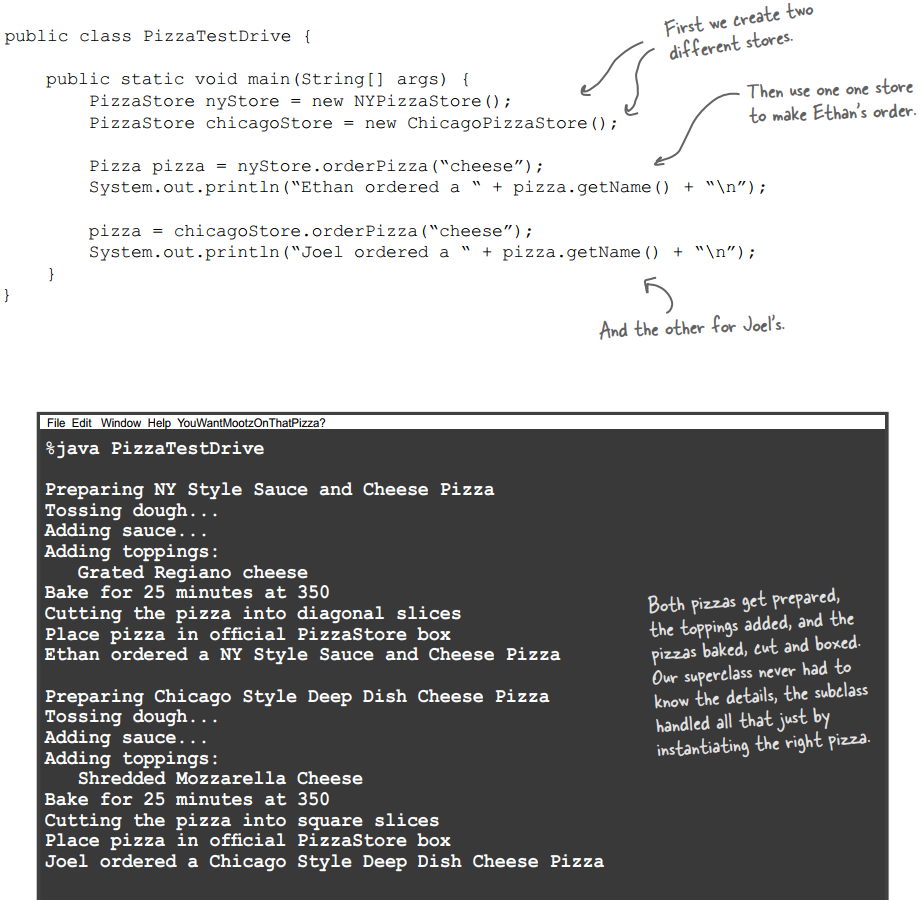 public class PizzaTestDrive {
First we create two
different stores.
public static void main(String[] args) {
PizzaStore nyStore = new NYPizzaStore();
PizzaStore chicagoStore = new ChicagoPizzaStore();
Then use one one store
to make Ethan's order.
Pizza pizza = nyStore.orderPizza(“cheese”);
System.out.println(“Ethan ordered a “ + pizza.getName() + “\n”);
pizza = chicagoStore.orderPizza(“cheese”);
System.out.println(“Joel ordered a “ + pizza.getName() + “\n”);
}
}
And the other for Joel's.
File Edit Window Help YouWantMootzOnThatPizza?
%java PizzaTestDrive
Preparing NY Style Sauce and Cheese Pizza
Tossing dough...
Adding sauce...
Adding toppings:
Grated Regiano cheese
Bake for 25 minutes at 350
Cutting the pizza into diagonal slices
Place pizza in official PizzaStore box
Ethan ordered a NY Style Sauce and Cheese Pizza
Preparing Chicago Style Deep Dish Cheese Pizza
Tossing dough...
Adding sauce...
Adding toppings:
Shredded Mozzarella Cheese
Bake for 25 minutes at 350
Cutting the pizza into square slices
Place pizza in official PizzaStore box
Joel ordered a Chicago Style Deep Dish Cheese Pizza
Both pizzas get prepared,
the toppings added, and the
pizzas baked, cut and boxed.
Our superclass never had to
know the details, the subclass
handled all that just by
instantiating the right pizza.